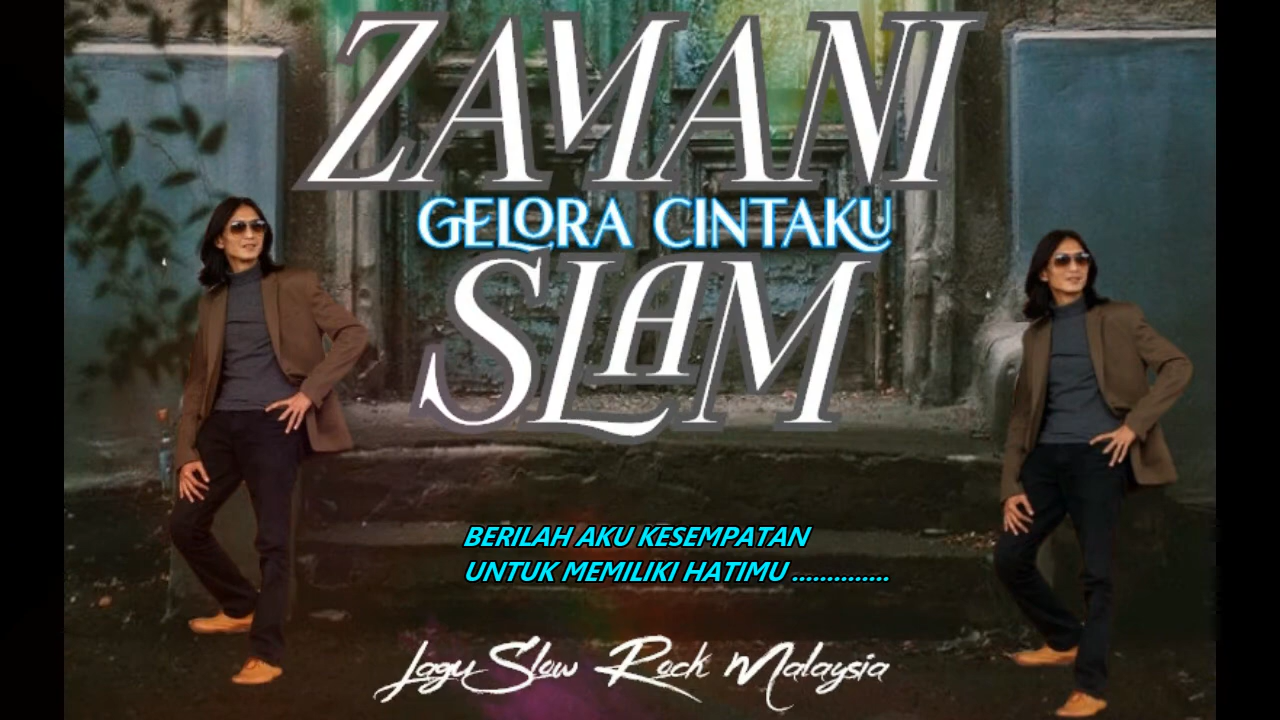 ZAMANI
GELORA CINTAKU
SLAM
BERILAH AKU KESEMPATAN
UNTUK MEMILIKI HATIMU ..............
Lagu Slow Rock Malaysia